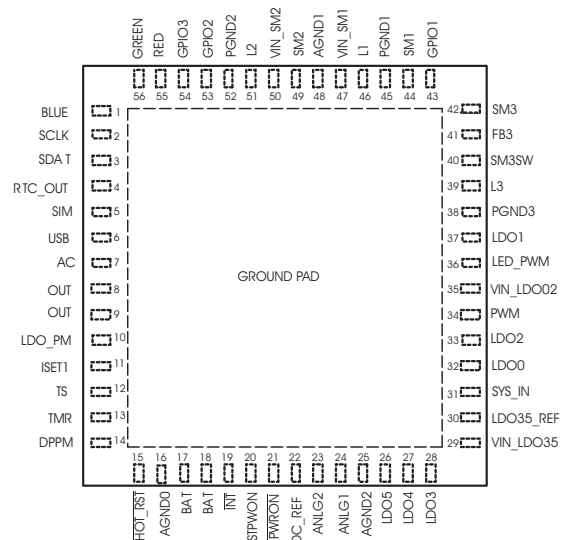 GREEN
RED
GPIO3
GPIO2
PGND2
L2
VIN_SM2
SM2
AGND1
VIN_SM1
L1
PGND1
SM1
GPIO1
56 55 54 53 52 51 50 49 48 47 46 45 44 43
BLUE 1
SCLK 2
SDAT 3
RTC_OUT 4
SIM 5
USB 6
AC 7
OUT 8
OUT 9
LDO_PM 10
ISET1 11
TS 12
TMR 13
DPPM 14
GROUND PAD
42 SM3
41 FB3
40 SM3SW
39 L3
38 PGND3
37 LDO1
36 LED_PWM
35 VIN_LDO02
34 PWM
33 LDO2
32 LDO0
31 SYS_IN
30 LDO35_REF
29 VIN_LDO35
15 16 17 18 19 20 21 22 23 24 25 26 27 28
HOT_RST
AGND0
BAT
BAT
INT
STPWON
PWRON
DC_REF
ANLG2
ANLG1
AGND2
LDO5
LDO4
LDO3